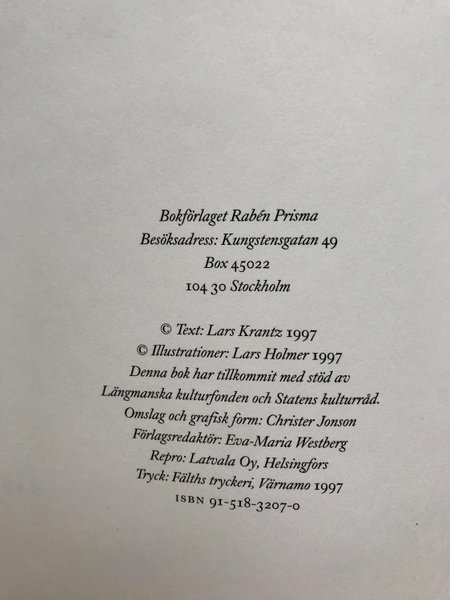 Bokförlaget Rabén Prisma
Besöksadress: Kungstensgatan 49
Box 45022
104 30 Stockholm
© Text: Lars Krantz 1997
© Illustrationer: Lars Holmer 1997
Denna bok har tillkommit med stöd av
Längmanska kulturfonden och Statens kulturråd.
Omslag och grafisk form: Christer Jonson
Förlagsredaktör: Eva-Maria Westberg
Repro: Latvala Oy, Helsingfors
Tryck: Fälths tryckeri, Värnamo 1997
ISBN 91-518-3207-0